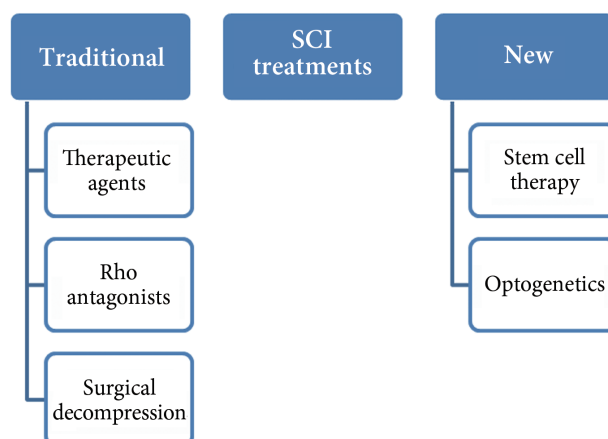 Traditional
SCI
treatments
New
Therapeutic
agents
Rho
antagonists
Surgical
decompression
Stem cell
therapy
Optogenetics